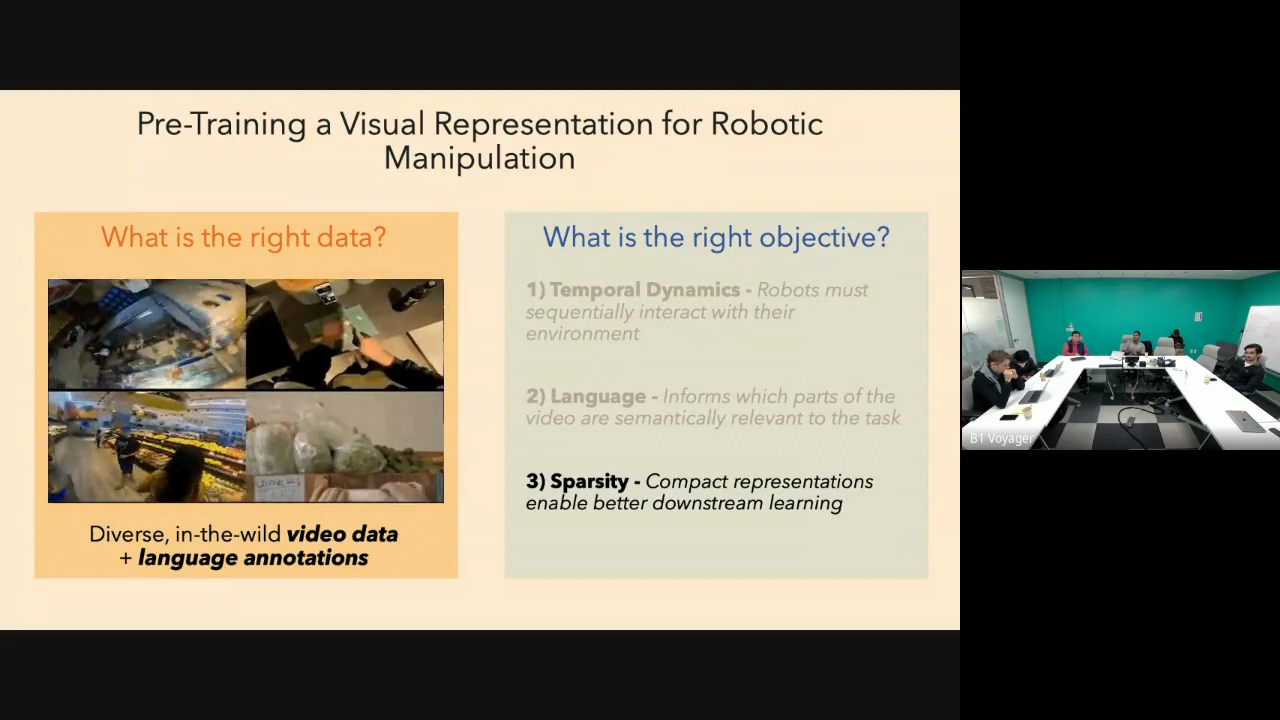 Pre-Training a Visual Representation for Robotic
Manipulation
What is the right data?
Diverse, in-the-wild video data
+ language annotations
What is the right objective?
1) Temporal Dynamics - Robots must
sequentially interact with their
environment
2) Language - Informs which parts of the
video are semantically relevant to the task
3) Sparsity - Compact representations
enable better downstream learning
B1 Voyager